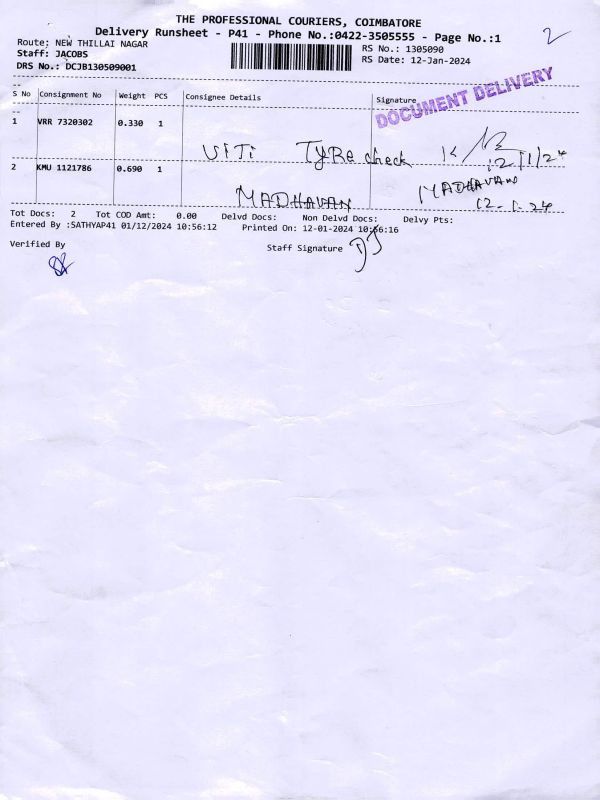 THE PROFESSIONAL COURIERS, COIMBATORE
Delivery Runsheet - P41 - Phone No.:0422-3505555 - Page No.:1
2
Route: NEW THILLAI NAGAR
RS No.: 1305090
Staff: JACOBS
RS Date: 12-Jan-2024
DRS No.: DCJB130509001
DOCUMENT DELIVERY
S No Consignment No Weight PCS Consignee Details Signature
1 VRR 7320302 0.330 1
TyRe check
12/1/24
2 KMU 1121786 0.690 1
MADHAVAN MADHAVAN
12-1-24
Tot Docs: 2 Tot COD Amt: 0.00 Delvd Docs: Non Delvd Docs: Delvy Pts:
Entered By :SATHYAP41 01/12/2024 10:56:12 Printed On: 12-01-2024 10:56:16
Verified By Staff Signature